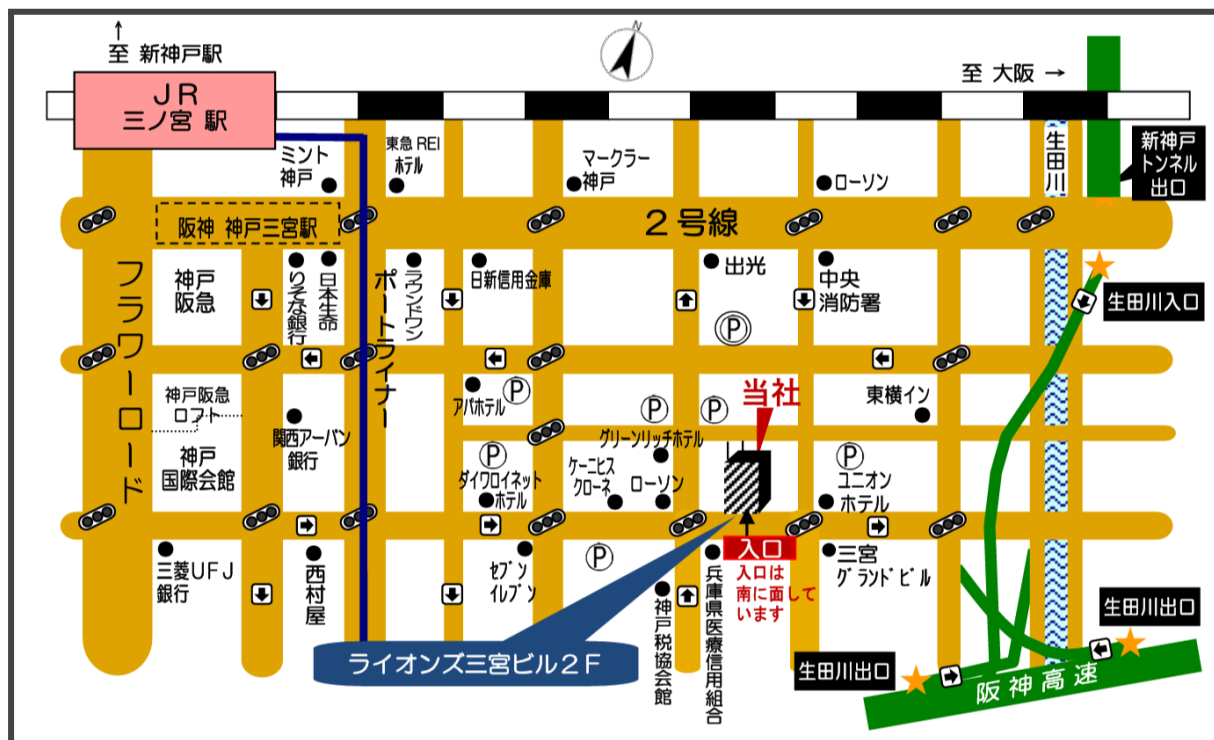 ↑
至 新神戸駅
N
至 大阪 →
JR
三ノ宮 駅
ミント
神戸
東急 REI
ホテル
マークラー
神戸
ローソン
生田川
新神戸
トンネル
出口
阪神 神戸三宮駅
2号線
フラワーロード
神戸
阪急
りそな銀行
日本生命
ポートライナー
ラウンドワン
日新信用金庫
出光
中央
消防署
生田川入口
P
神戸阪急
ロフト
関西アーバン
銀行
アパホテル
P
P
P
当社
東横イン
グリーンリッチホテル
神戸
国際会館
P
ダイワロイネット
ホテル
ケーニヒス
クローネ
ローソン
P
ユニオン
ホテル
三菱UFJ
銀行
西村屋
セブン
イレブン
P
神戸税協会館
兵庫県医療信用組合
入口
入口は
南に面して
います
三宮
グランドビル
ライオンズ三宮ビル2F
生田川出口
生田川出口
阪神高速